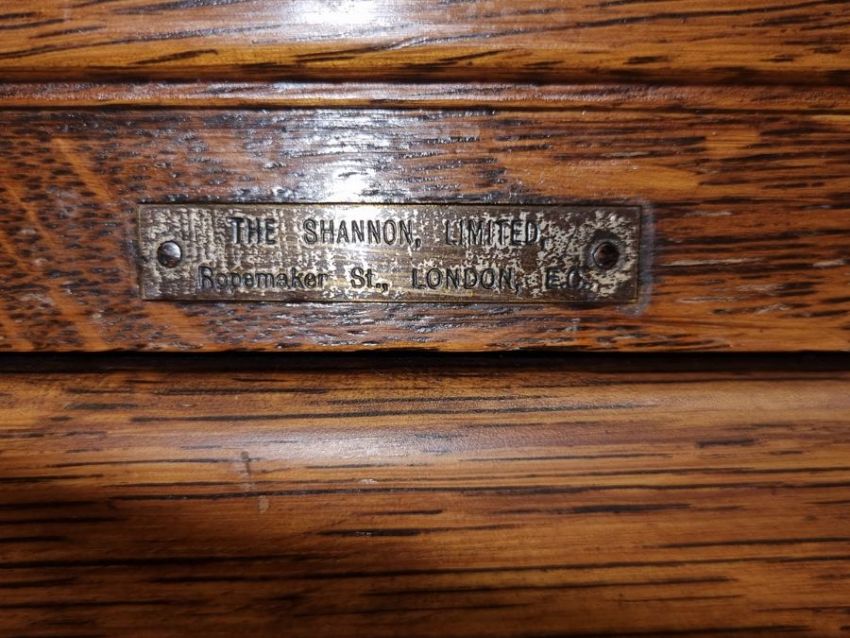 THE SHANNON, LIMITED,
Ropemaker St., LONDON, E.C.